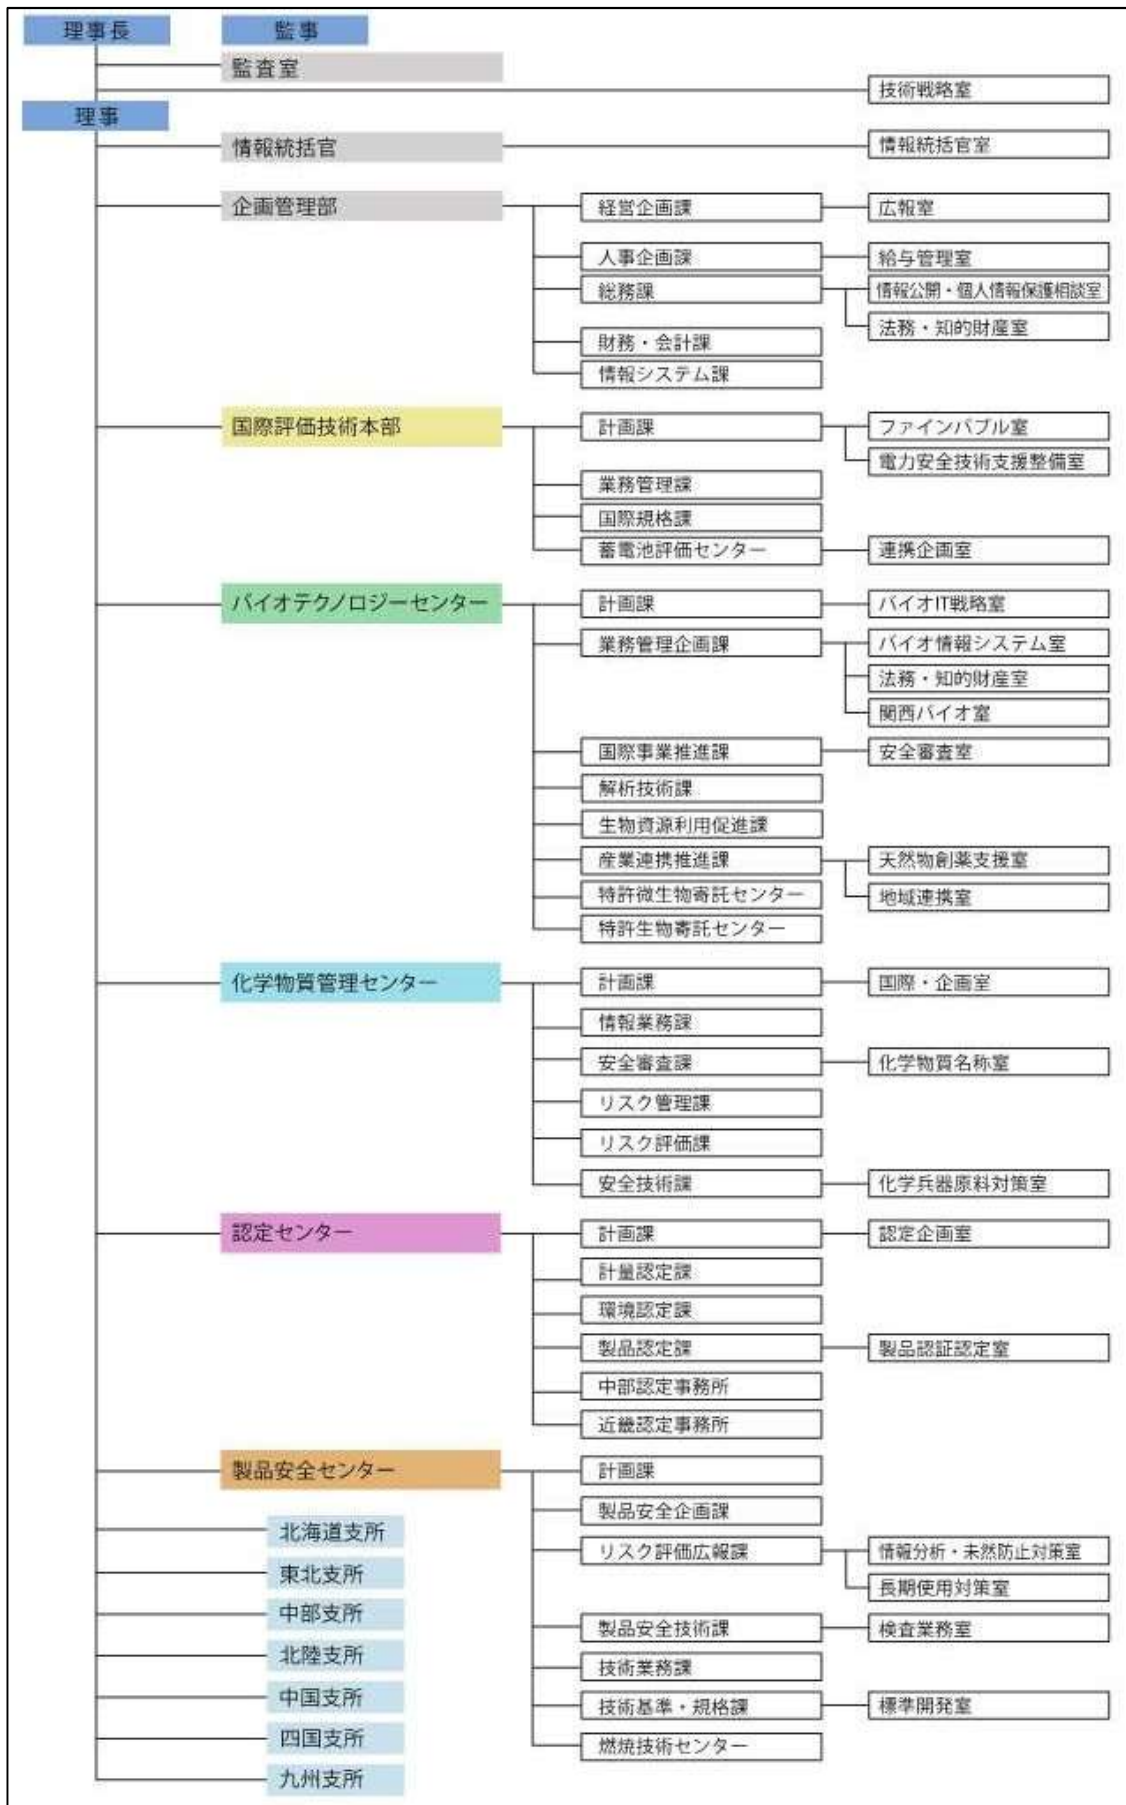 理事長
監事
監査室
技術戦略室
理事
情報統括官
情報統括官室
企画管理部
経営企画課
広報室
人事企画課
給与管理室
総務課
情報公開・個人情報保護相談室
法務・知的財産室
財務・会計課
情報システム課
国際評価技術本部
計画課
ファインバブル室
電力安全技術支援整備室
業務管理課
国際規格課
蓄電池評価センター
連携企画室
バイオテクノロジーセンター
計画課
バイオIT戦略室
業務管理企画課
バイオ情報システム室
法務・知的財産室
関西バイオ室
国際事業推進課
安全審査室
解析技術課
生物資源利用促進課
産業連携推進課
天然物創薬支援室
地域連携室
特許微生物寄託センター
特許生物寄託センター
化学物質管理センター
計画課
国際・企画室
情報業務課
安全審査課
化学物質名称室
リスク管理課
リスク評価課
安全技術課
化学兵器原料対策室
認定センター
計画課
認定企画室
計量認定課
環境認定課
製品認定課
製品認証認定室
中部認定事務所
近畿認定事務所
製品安全センター
計画課
製品安全企画課
リスク評価広報課
情報分析・未然防止対策室
長期使用対策室
製品安全技術課
検査業務室
技術業務課
技術基準・規格課
標準開発室
燃焼技術センター
北海道支所
東北支所
中部支所
北陸支所
中国支所
四国支所
九州支所